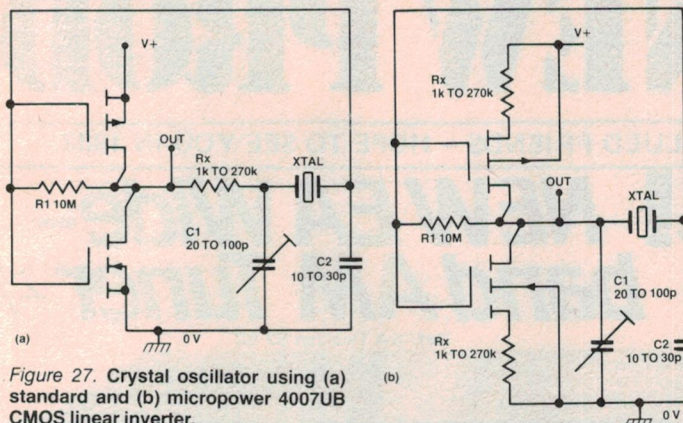 V+
OUT
Rx
1k TO 270k
XTAL
R1 10M
C1
20 TO 100p
C2
10 TO 30p
(a)
0 V
Figure 27. Crystal oscillator using (a)
standard and (b) micropower 4007UB
CMOS linear inverter.
V+
Rx
1k TO 270k
OUT
XTAL
R1 10M
C1
20 TO 100p
Rx
1k TO 270k
C2
10 TO 30p
(b)
0 V